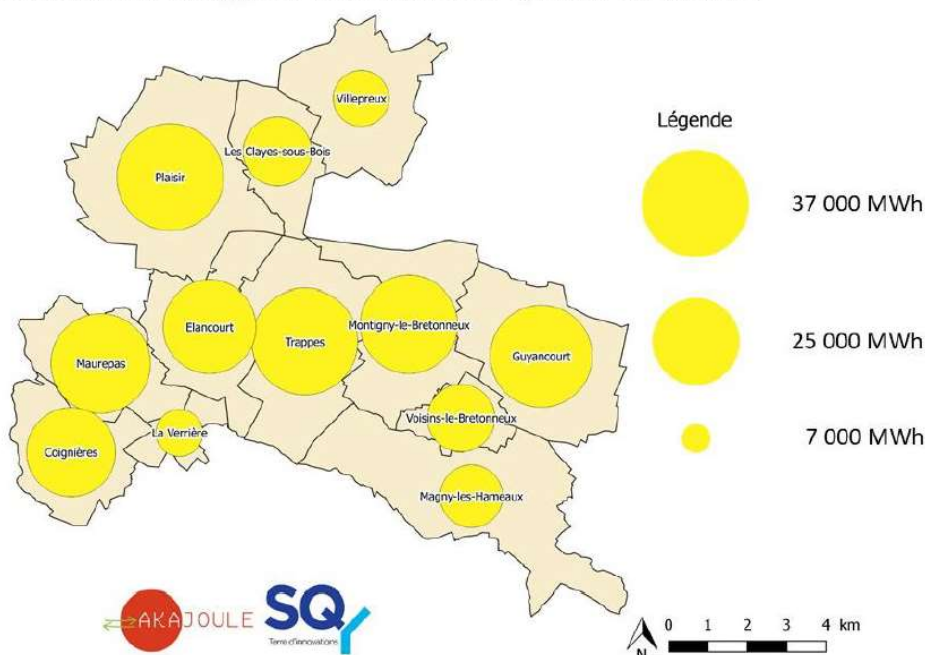 Villepreux
Légende
Les Clayes-sous-Bois
Plaisir
37 000 MWh
Elancourt
Trappes
Montigny-le-Bretonneux
25 000 MWh
Maurepas
Guyancourt
Voisins-le-Bretonneux
La Verrière
7 000 MWh
Coignières
Magny-les-Hameaux
AKAJOULE
SQY
Terre d'innovations
N
0 1 2 3 4 km